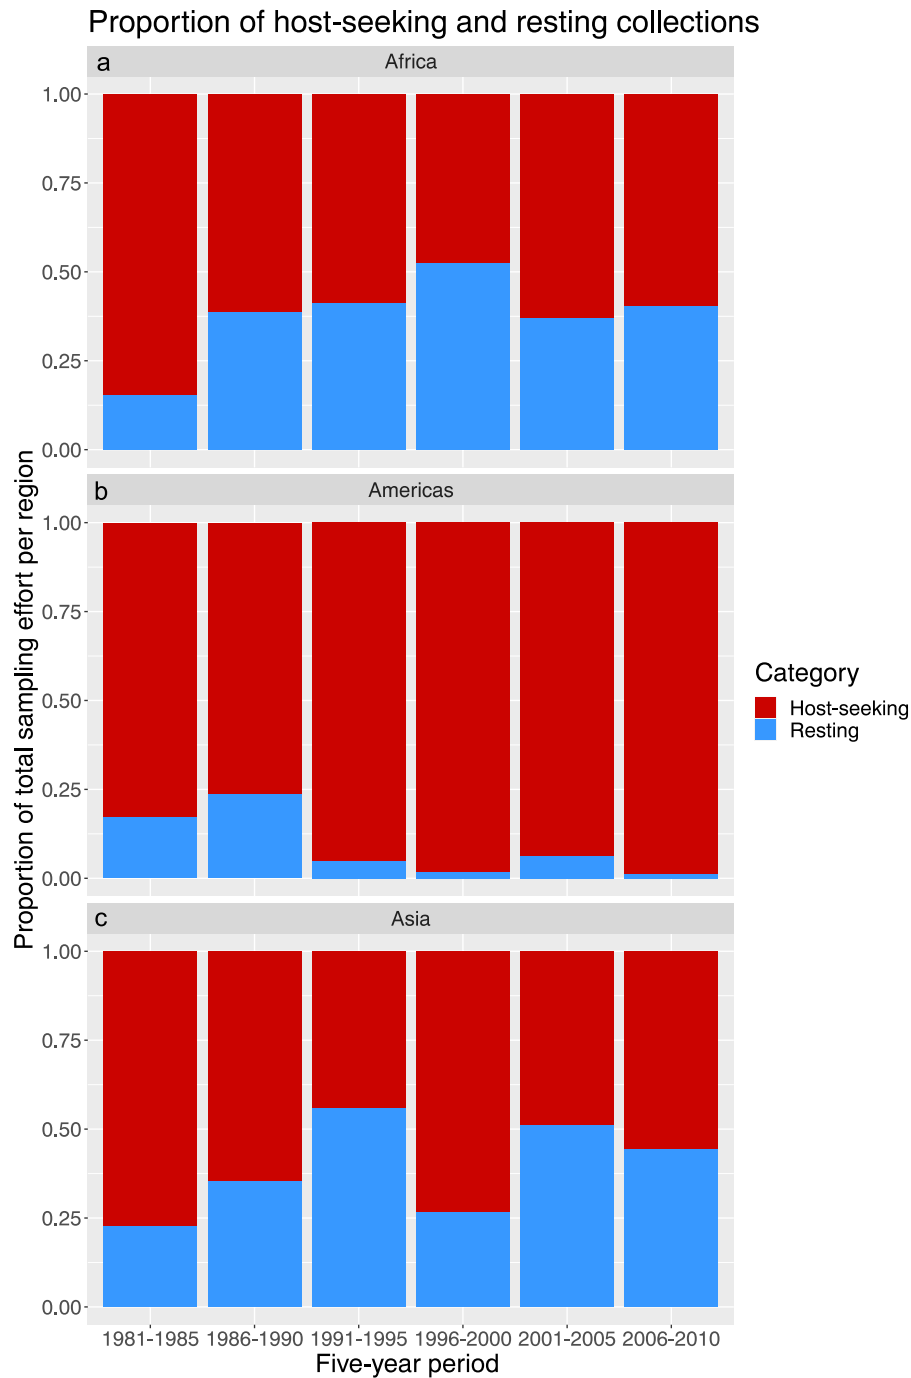 Proportion of host-seeking and resting collections
a
Africa
1.00
0.75
0.50
0.25
0.00
b
Americas
1.00
0.75
0.50
0.25
0.00
c
Asia
1.00
0.75
0.50
0.25
0.00
Proportion of total sampling effort per region
1981-1985 1986-1990 1991-1995 1996-2000 2001-2005 2006-2010
Five-year period
Category
Host-seeking
Resting